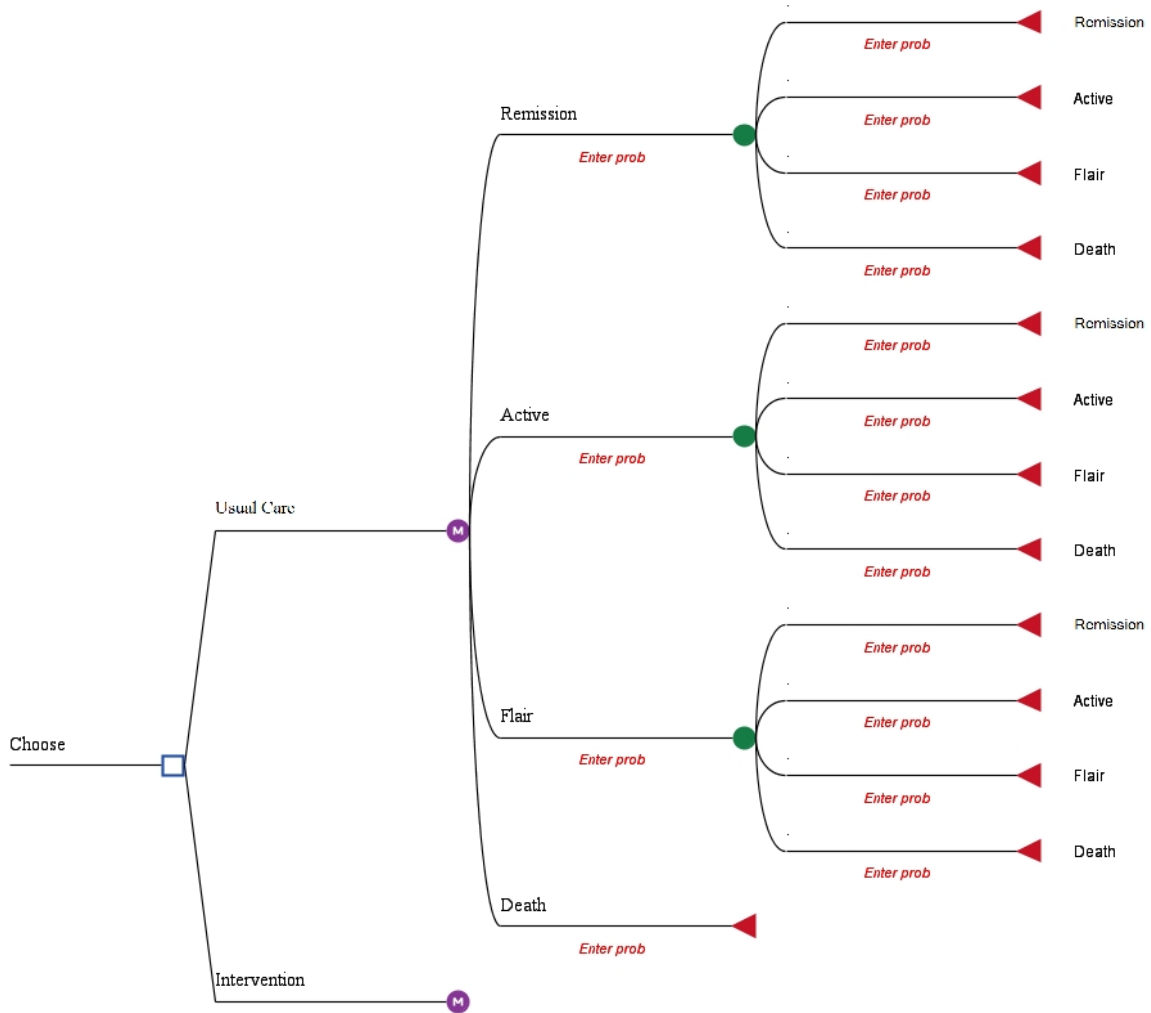 Remission
Enter prob
Active
Enter prob
Remission
Enter prob
Flair
Enter prob
Death
Enter prob
Remission
Enter prob
Active
Enter prob
Active
Enter prob
Flair
Enter prob
Usual Care
M
Death
Enter prob
Remission
Enter prob
Active
Enter prob
Flair
Enter prob
Choose
Flair
Enter prob
Death
Enter prob
Death
Enter prob
Intervention
M